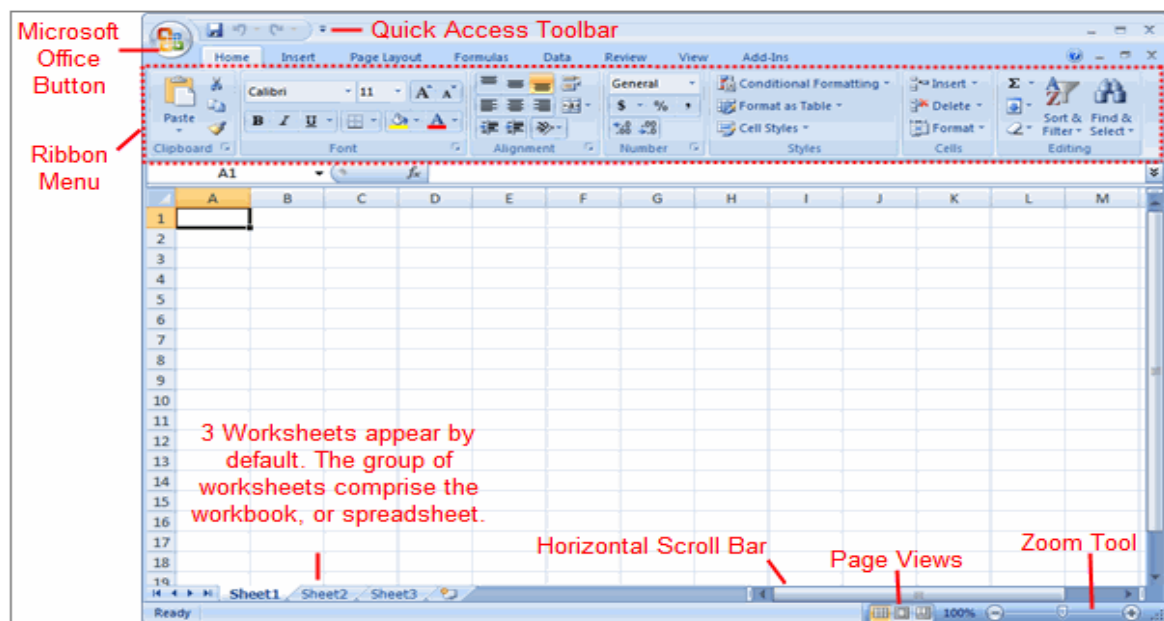 Microsoft
Office
Button
Quick Access Toolbar
Home Insert Page Layout Formulas Data Review View Add-Ins
Ribbon
Menu
Calibri 11 A A General Conditional Formatting Insert Σ
Paste B I U A $ % , Format as Table Delete Sort & Find &
.00 Cell Styles Format Filter Select
Clipboard Font Alignment Number Styles Cells Editing
A1 fx
A B C D E F G H I J K L M
1
2
3
4
5
6
7
8
9
10
11
12
13
14
15
16
17
18
19
3 Worksheets appear by
default. The group of
worksheets comprise the
workbook, or spreadsheet.
Horizontal Scroll Bar
Page Views
Zoom Tool
Sheet1 Sheet2 Sheet3
Ready 100%